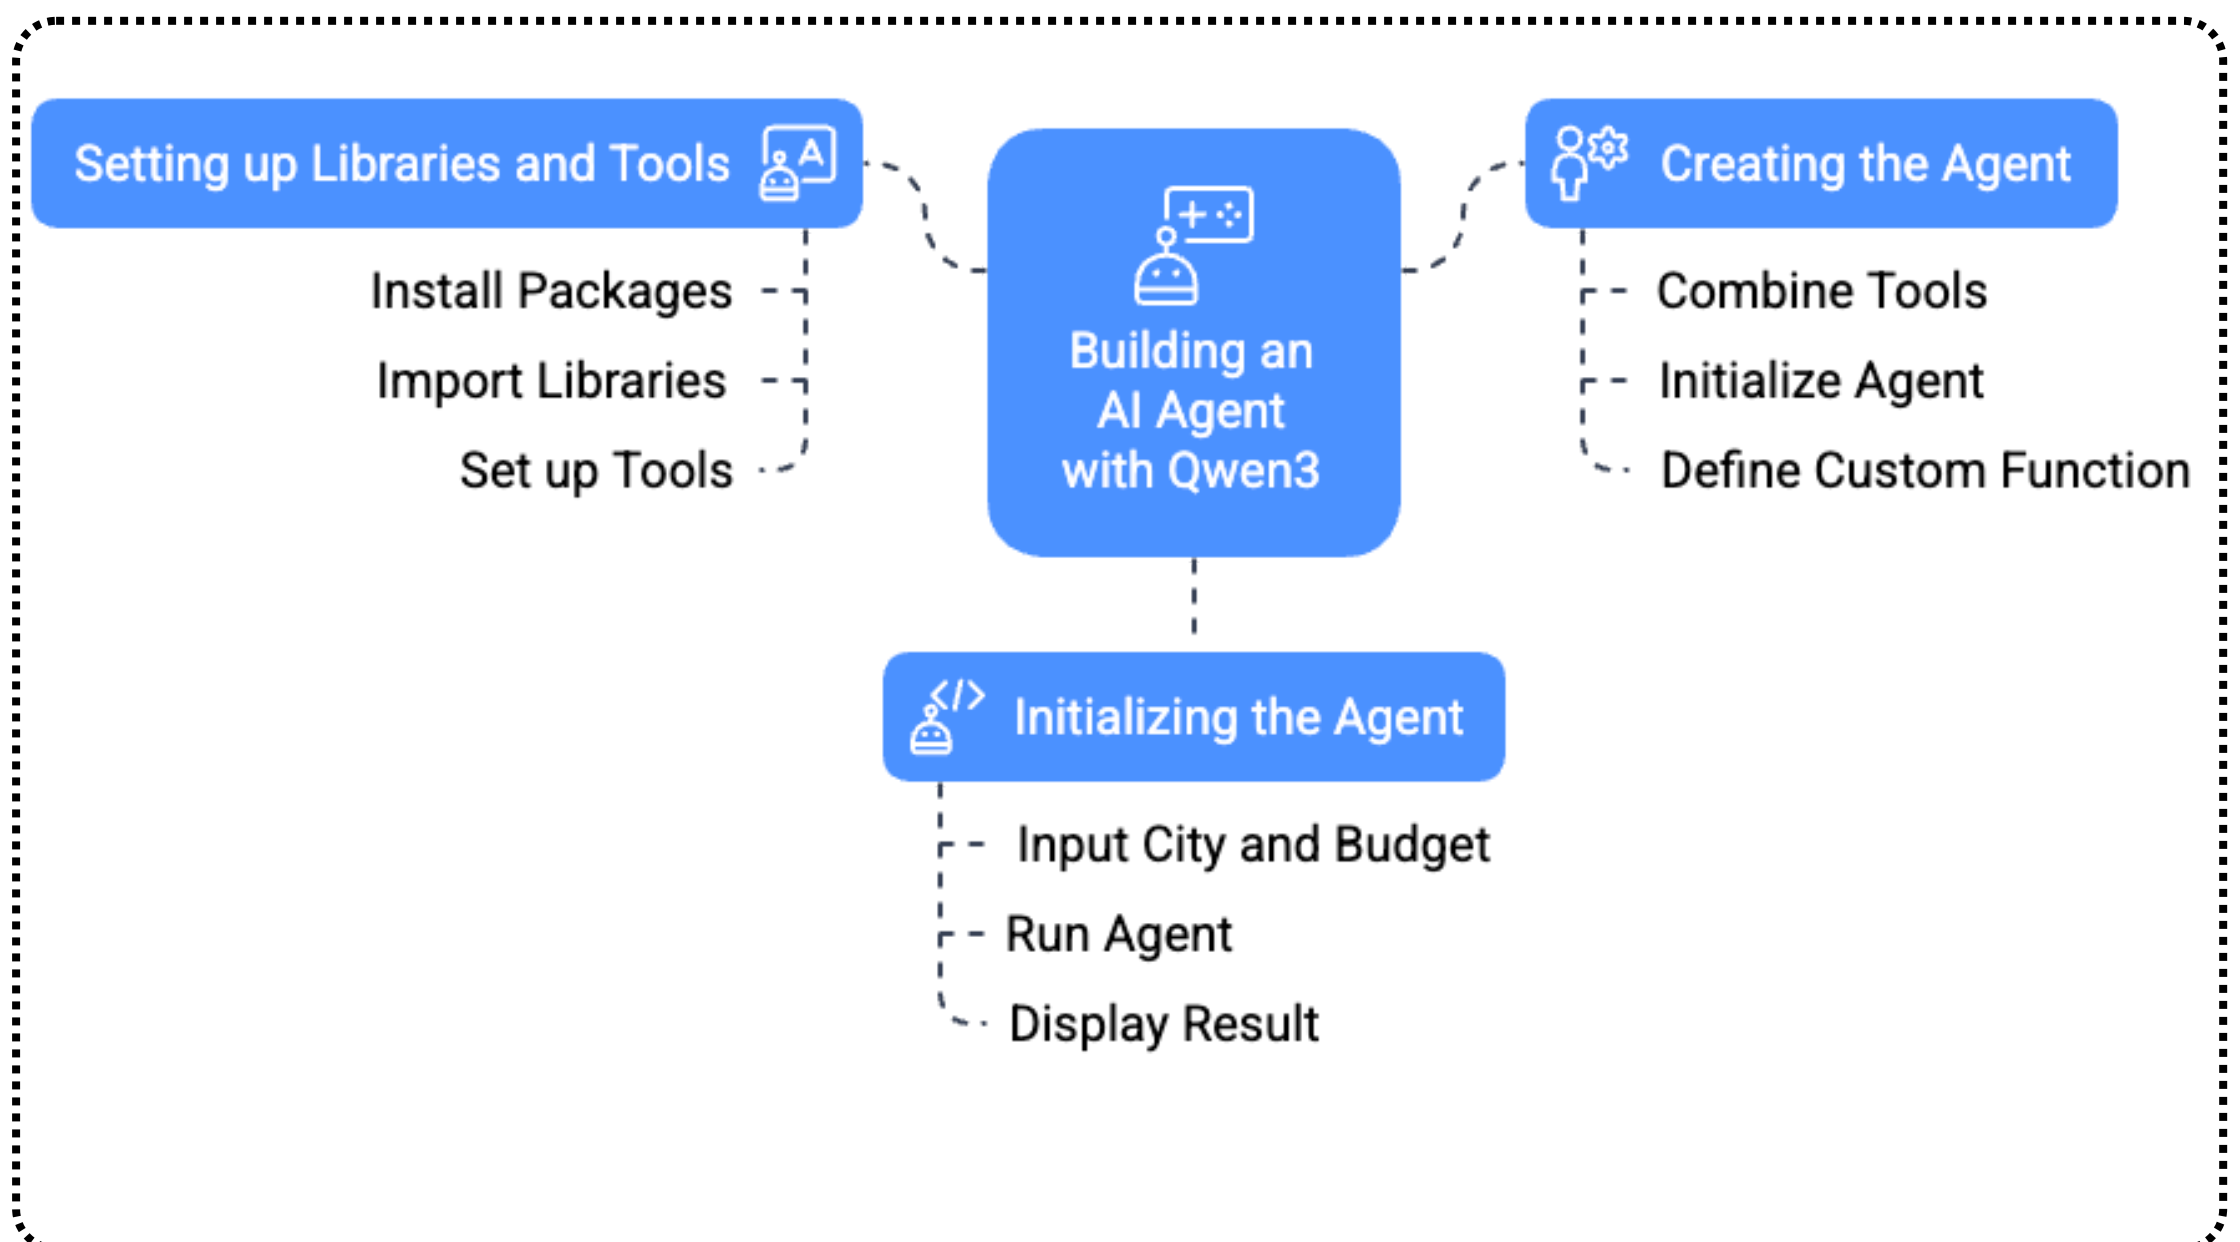 Setting up Libraries and Tools
Install Packages
Import Libraries
Set up Tools
Building an
AI Agent
with Qwen3
Creating the Agent
Combine Tools
Initialize Agent
Define Custom Function
Initializing the Agent
Input City and Budget
Run Agent
Display Result